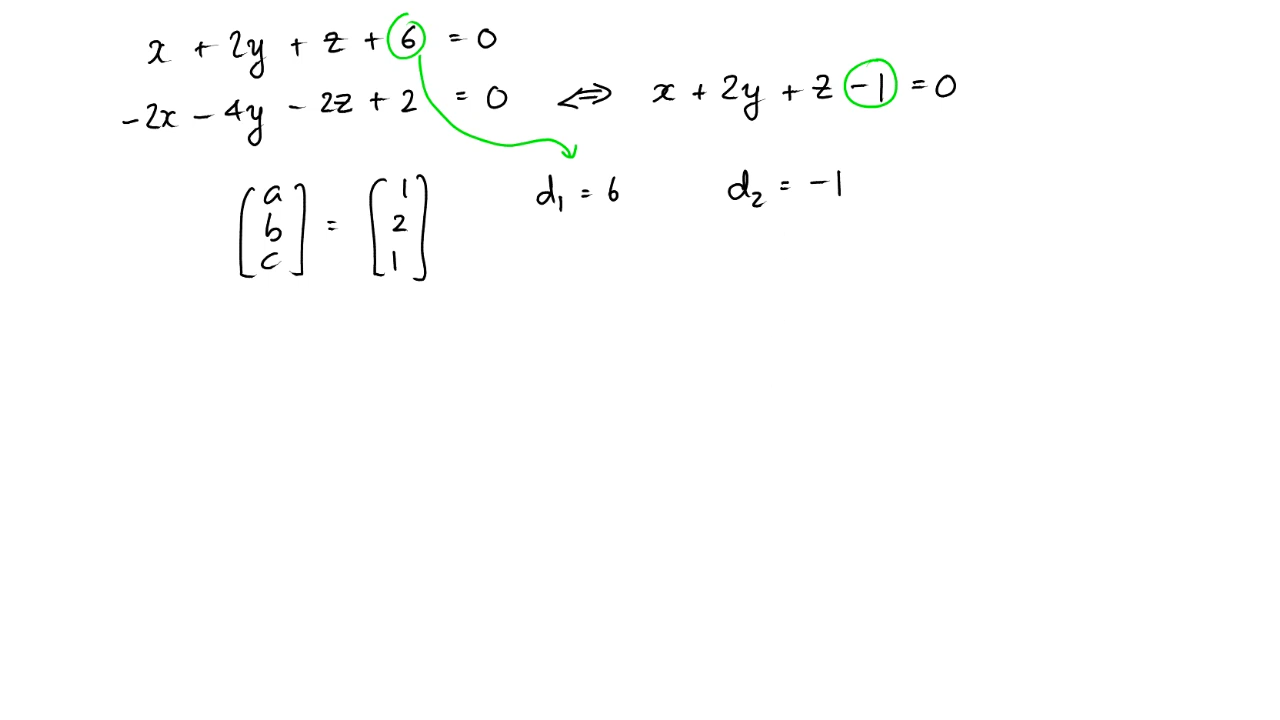 x + 2y + z + 6 = 0
-2x - 4y - 2z + 2 = 0 ⟺ x + 2y + z - 1 = 0
[a b c] = [1 2 1] d₁ = 6 d₂ = -1